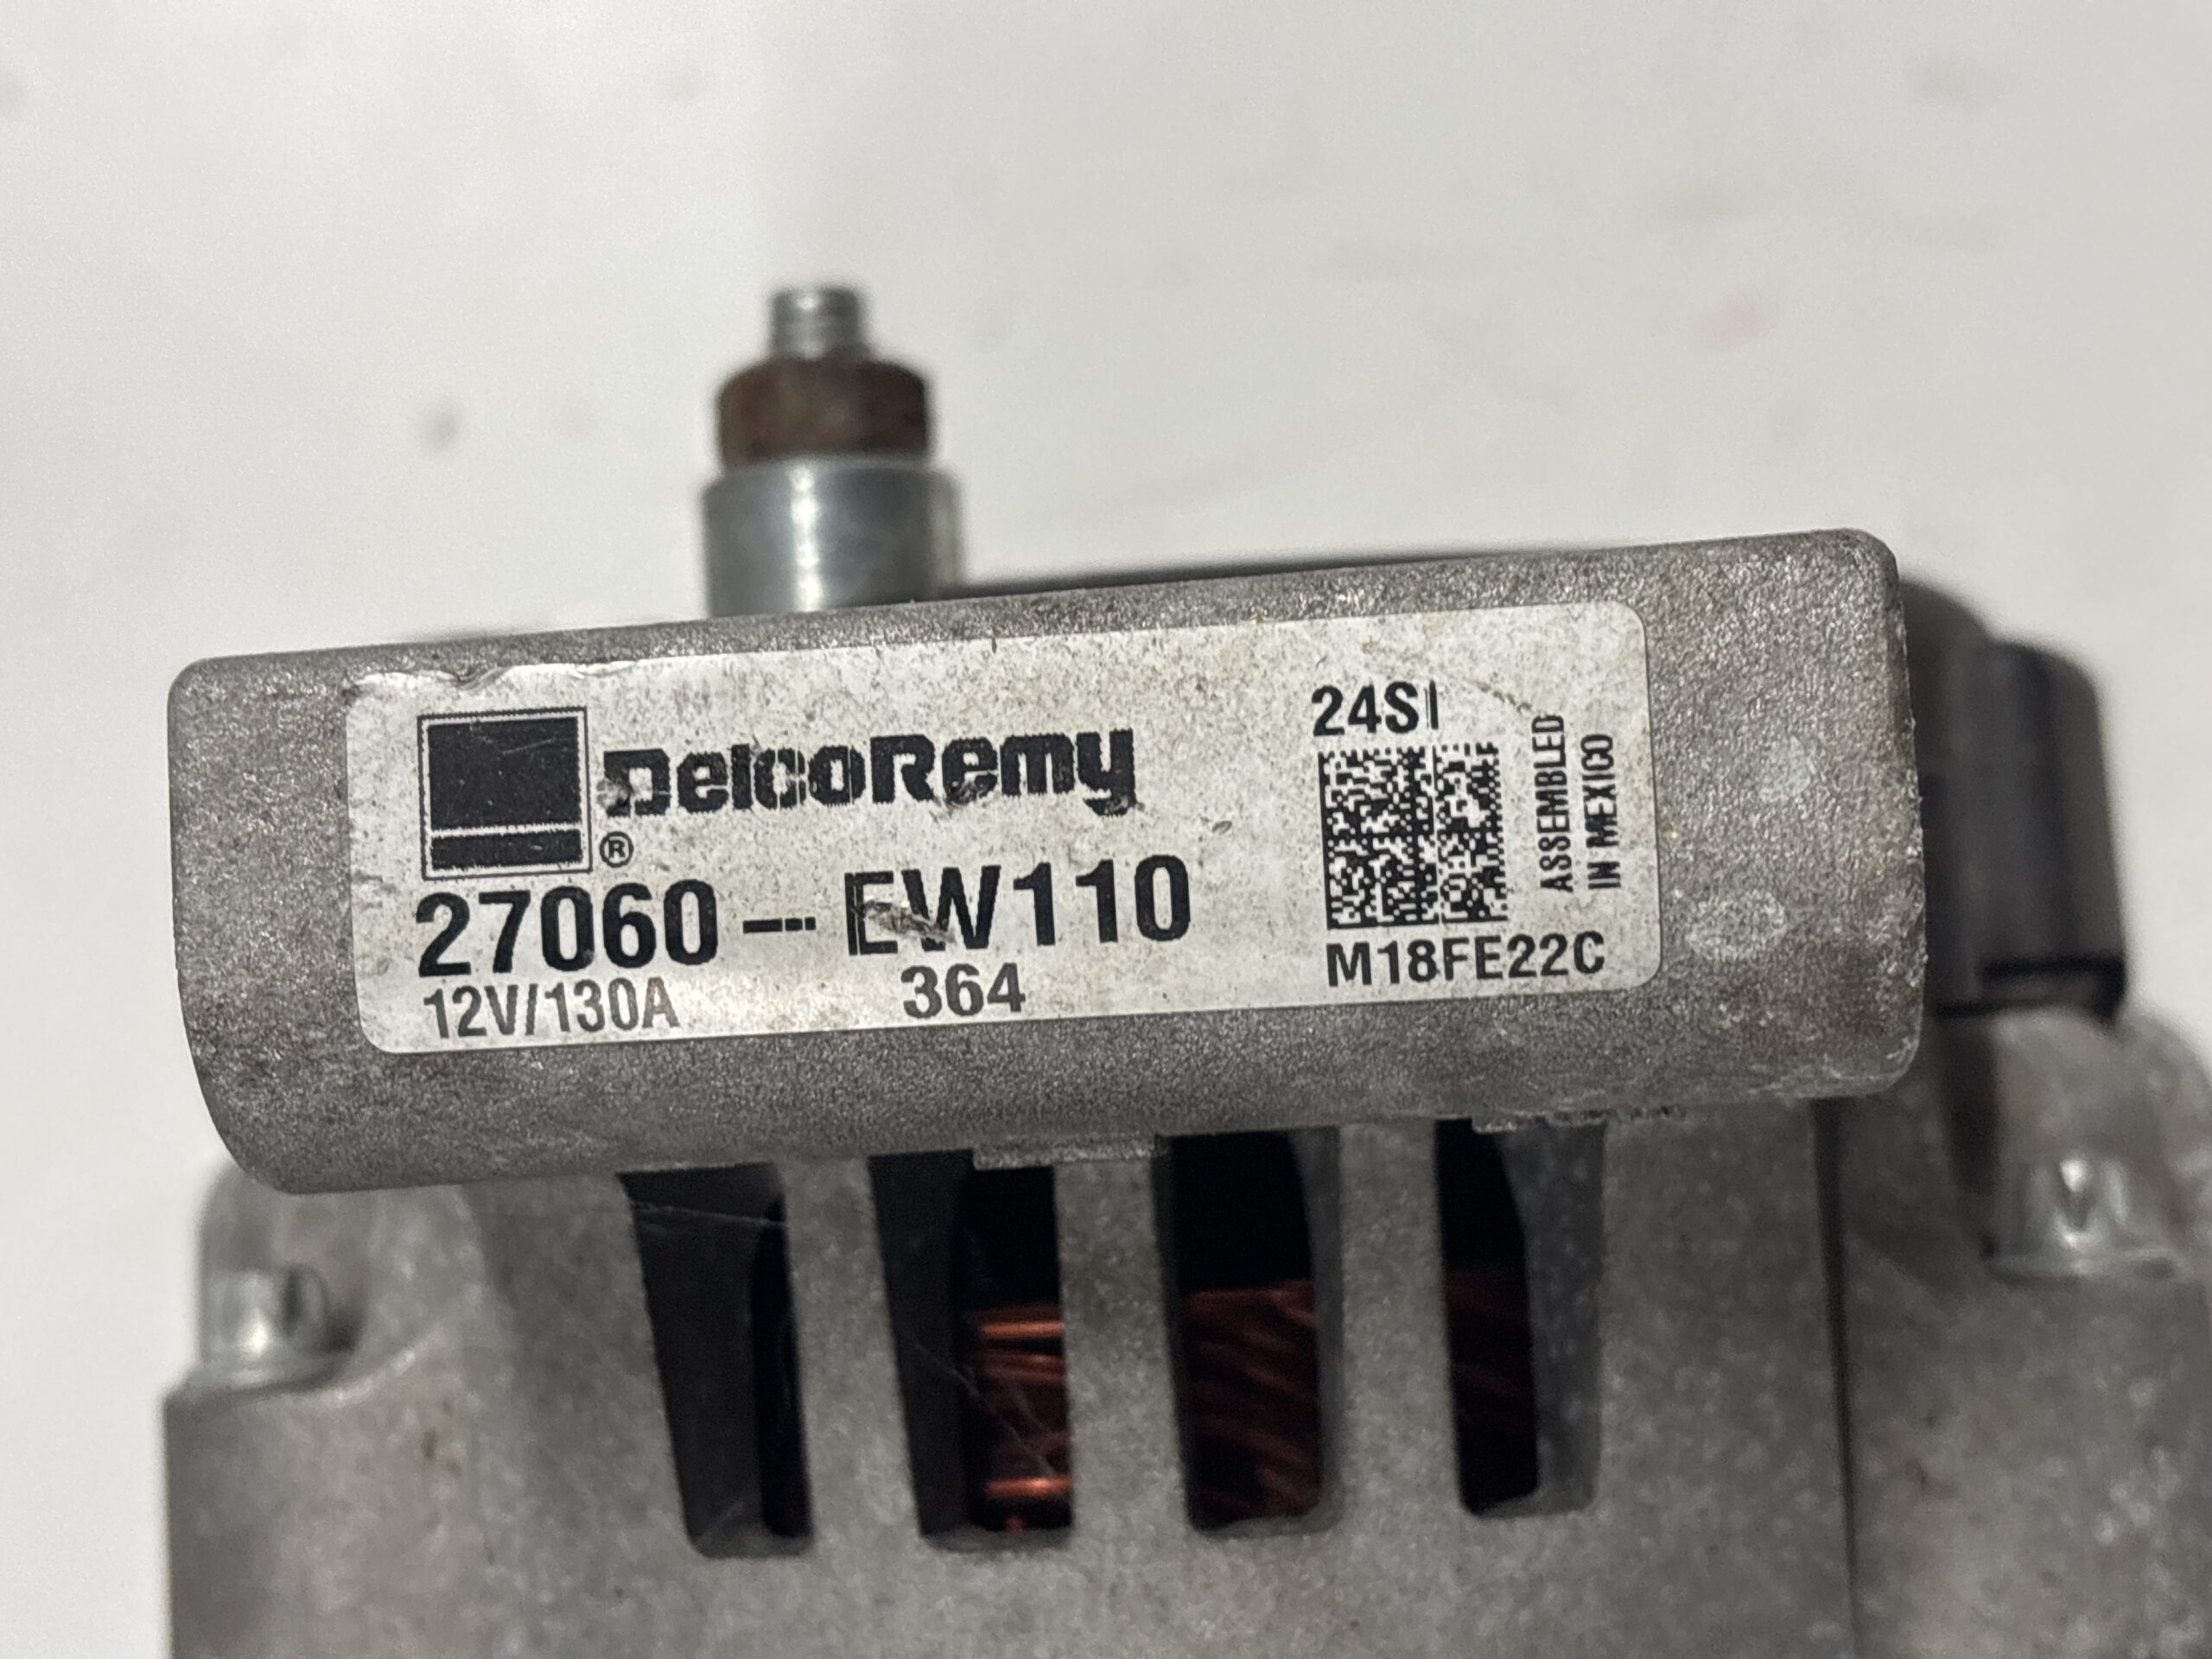 DelcoRemy
®
27060-EW110
12V/130A
364
24SI
ASSEMBLED
IN MEXICO
M18FE22C